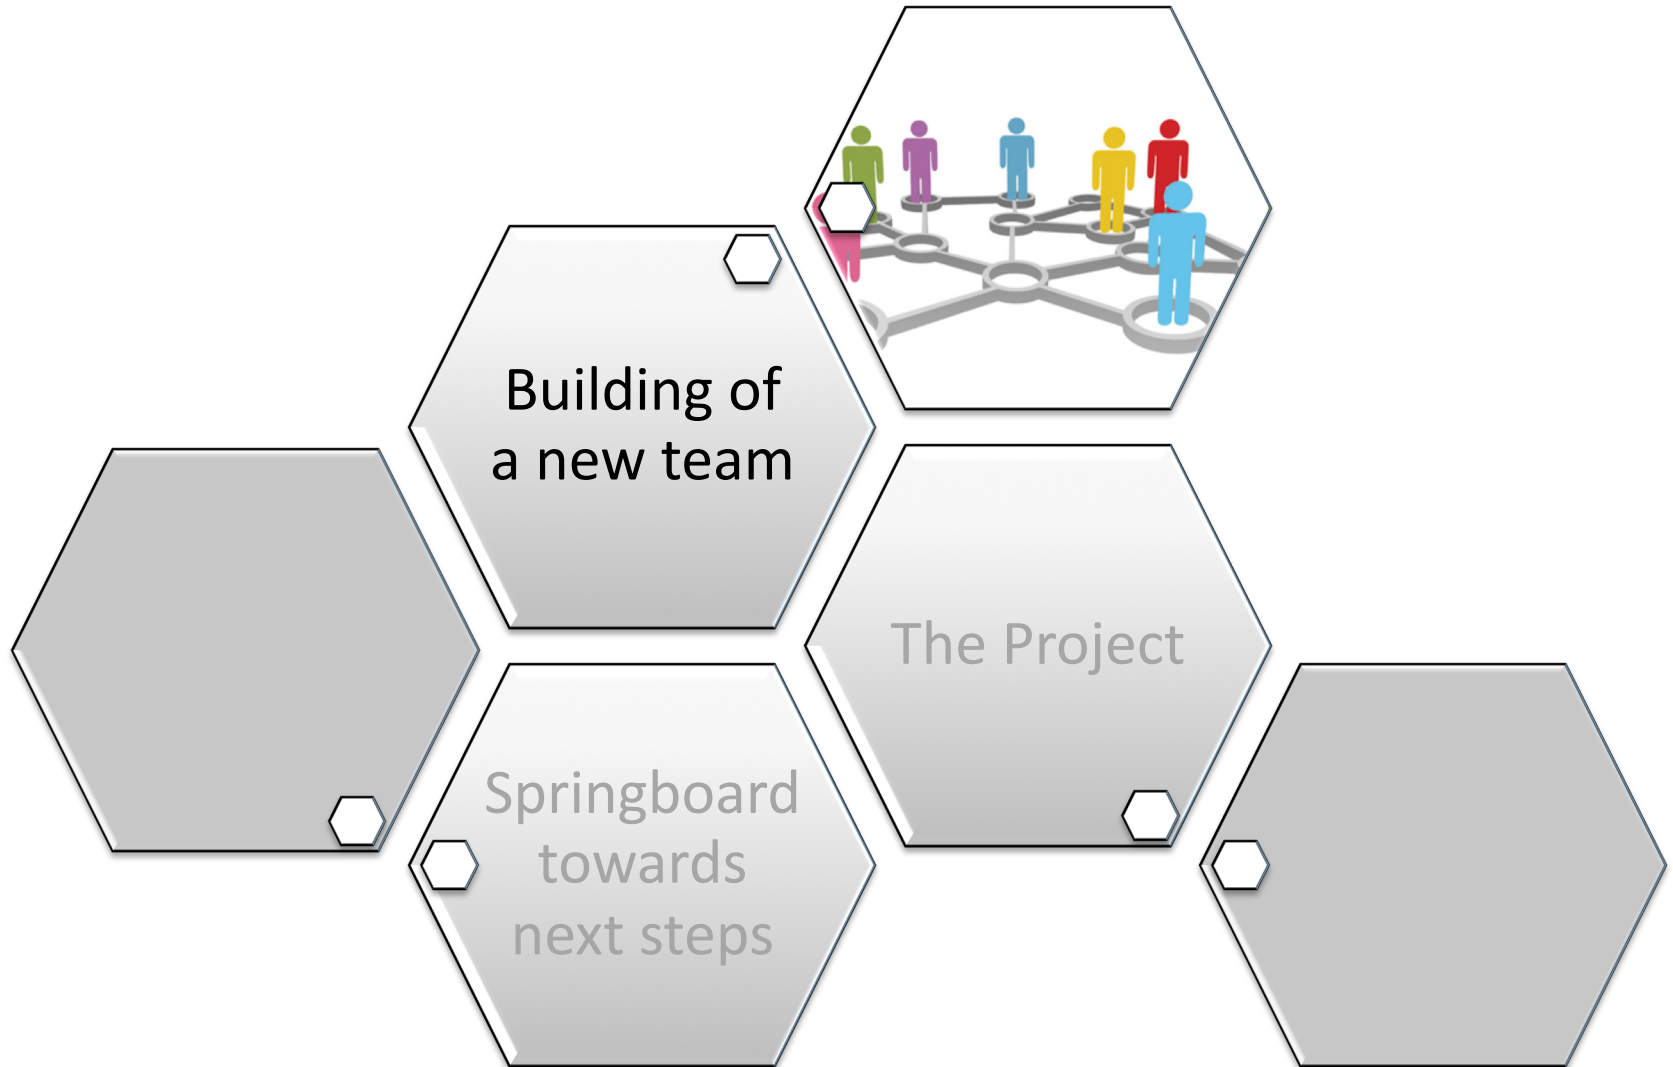 Building of
a new team
The Project
Springboard
towards
next steps